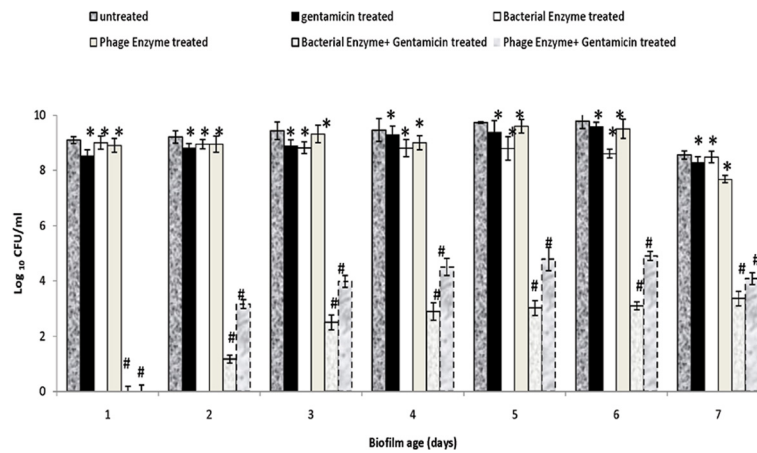 untreated gentamicin treated Bacterial Enzyme treated
Phage Enzyme treated Bacterial Enzyme+ Gentamicin treated Phage Enzyme+ Gentamicin treated
10
8
6
4
2
0
Log 10 CFU/ml
* * * * * * * * * * * * * * * * * * * * *
# # # # # # # # # # # # # #
1 2 3 4 5 6 7
Biofilm age (days)